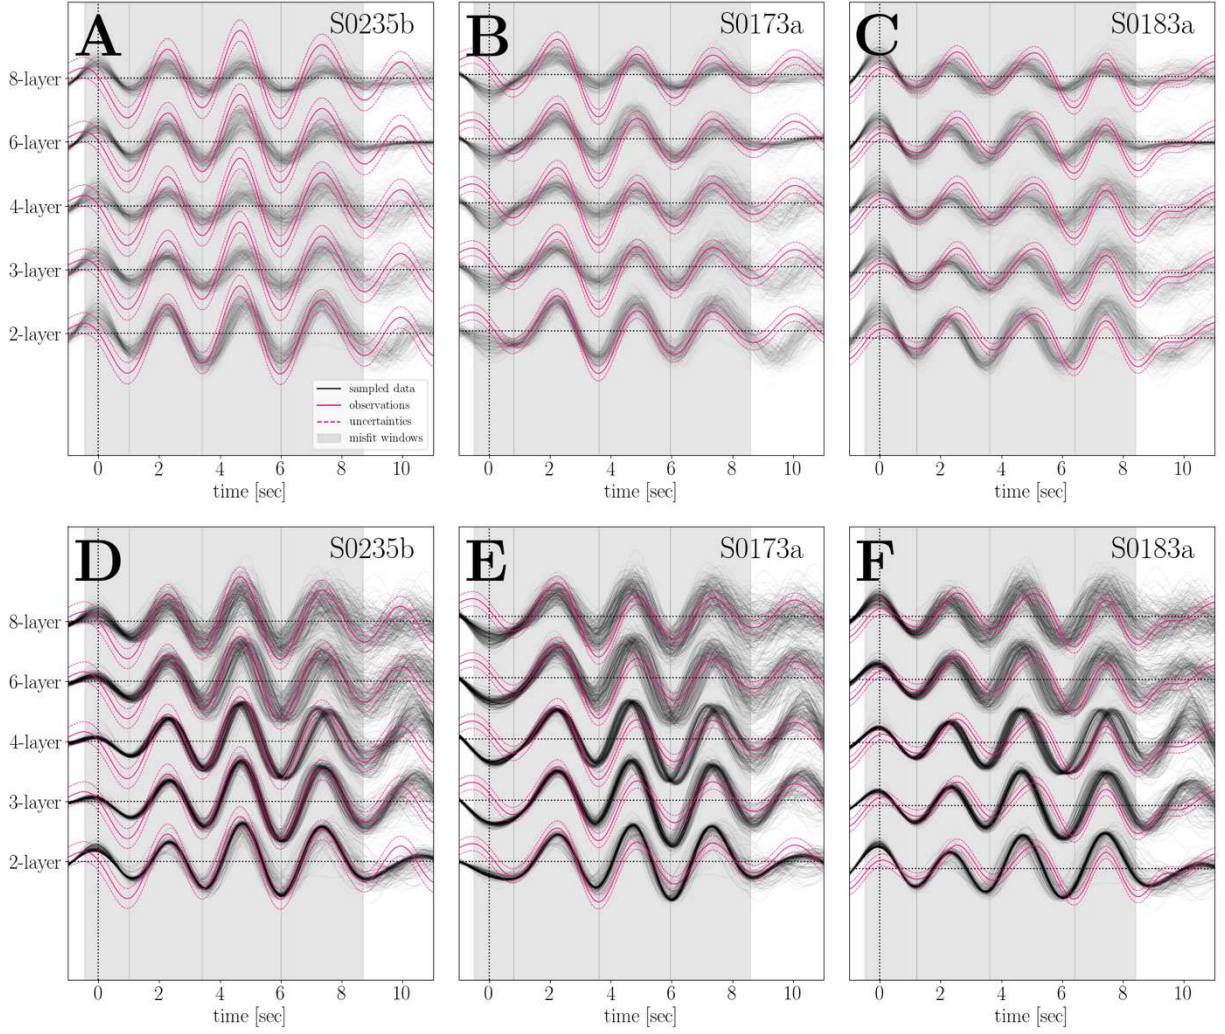 A S0235b
B S0173a
C S0183a
8-layer
6-layer
4-layer
3-layer
2-layer
sampled data
observations
uncertainties
misfit windows
0 2 4 6 8 10
0 2 4 6 8 10
0 2 4 6 8 10
time [sec]
time [sec]
time [sec]
D S0235b
E S0173a
F S0183a
8-layer
6-layer
4-layer
3-layer
2-layer
0 2 4 6 8 10
0 2 4 6 8 10
0 2 4 6 8 10
time [sec]
time [sec]
time [sec]